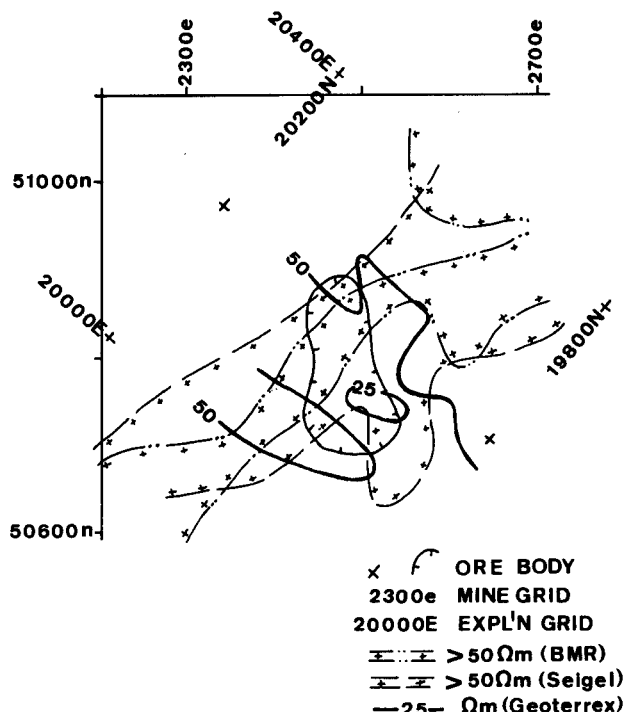 2300e
20400E+
20200N+
2700e
51000n
50
20000E+
19800N+
25
50
50600n
ORE BODY
2300e MINE GRID
20000E EXPL'N GRID
>50Ωm (BMR)
>50Ωm (Seigel)
25 Ωm (Geoterrex)